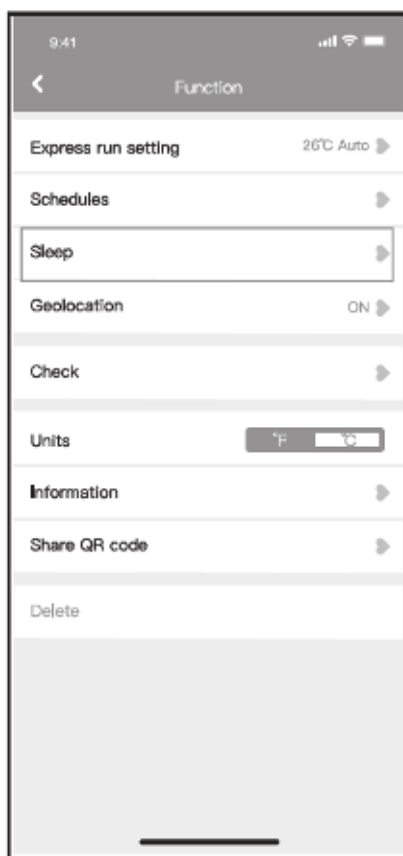 9:41
Function
Express run setting 26°C Auto
Schedules
Sleep
Geolocation ON
Check
Units °F °C
Information
Share QR code
Delete